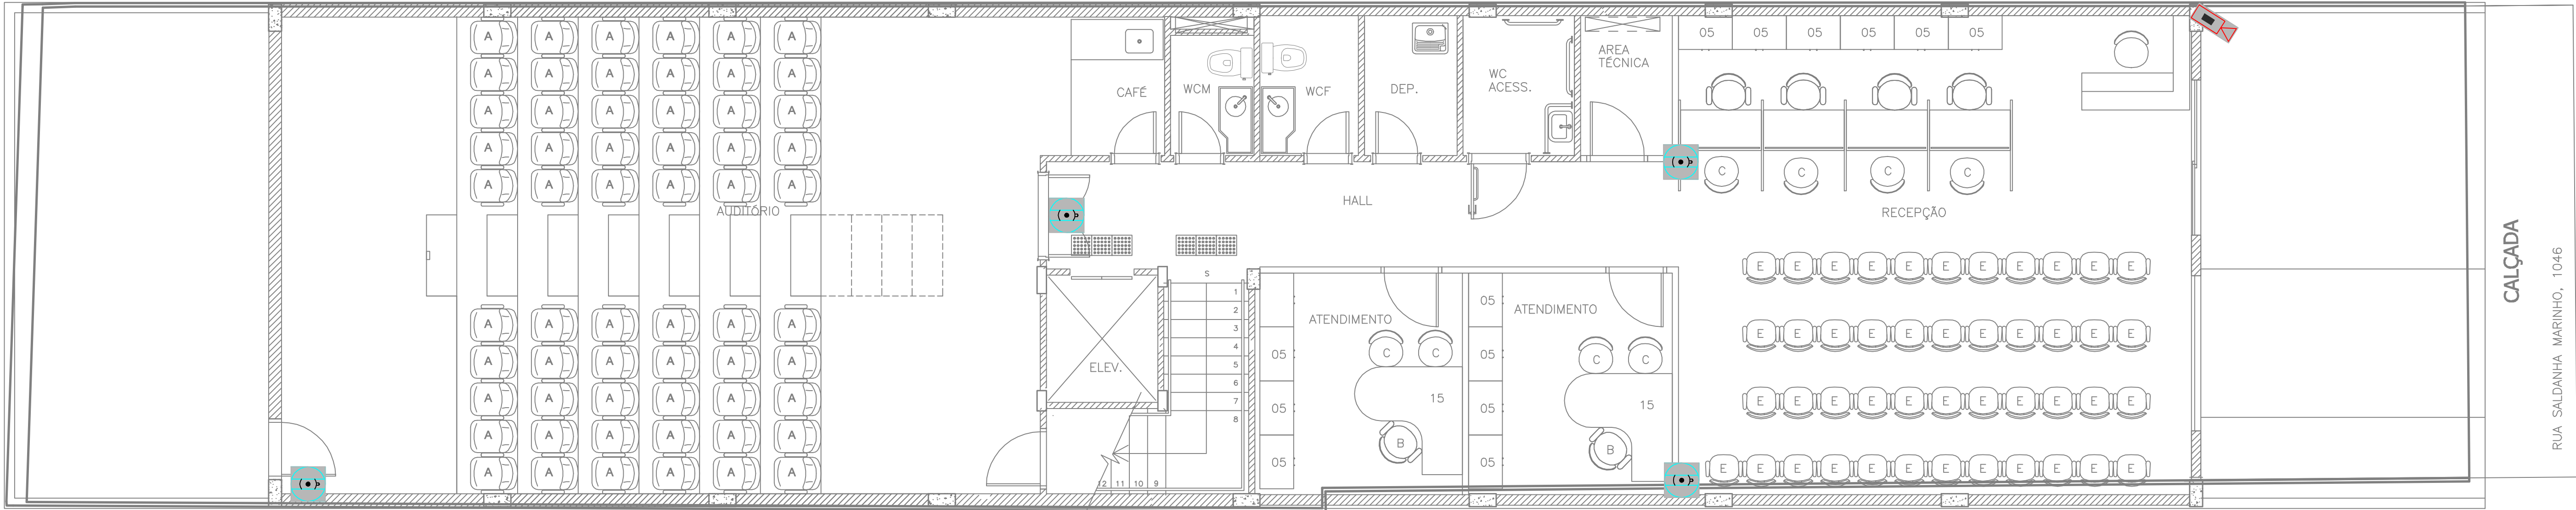 A A A A A A
A A A A A A
A A A A A A
A A A A A A
A A A A A A
AUDITÓRIO
A A A A A A
A A A A A A
A A A A A A
A A A A A A
A A A A A A
CAFÉ
WCM
WCF
DEP.
WC
ACESS.
AREA
TÉCNICA
05 05 05 05 05 05
C C C C
HALL
RECEPÇÃO
S
1
2
3
4
5
6
7
8
12 11 10 9
ELEV.
ATENDIMENTO
05
05
05
C C
15
B
ATENDIMENTO
05
05
05
05
C C
15
B
E E E E E E E E E E E
E E E E E E E E E E E
E E E E E E E E E E E
E E E E E E E E E E E E
CALÇADA
RUA SALDANHA MARINHO, 1046